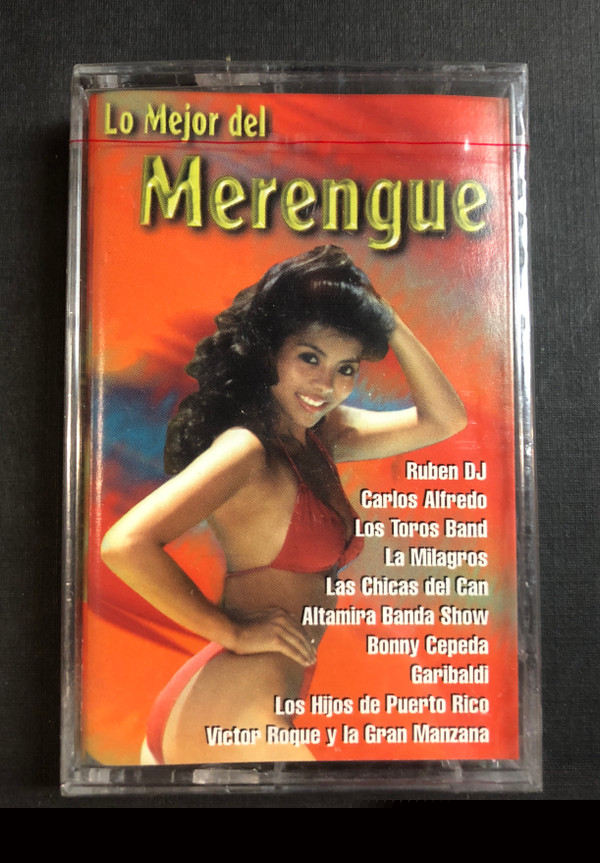 Lo Mejor del
Merengue
Ruben DJ
Carlos Alfredo
Los Toros Band
La Milagros
Las Chicas del Can
Altamira Banda Show
Bonny Cepeda
Garibaldi
Los Hijos de Puerto Rico
Victor Roque y la Gran Manzana